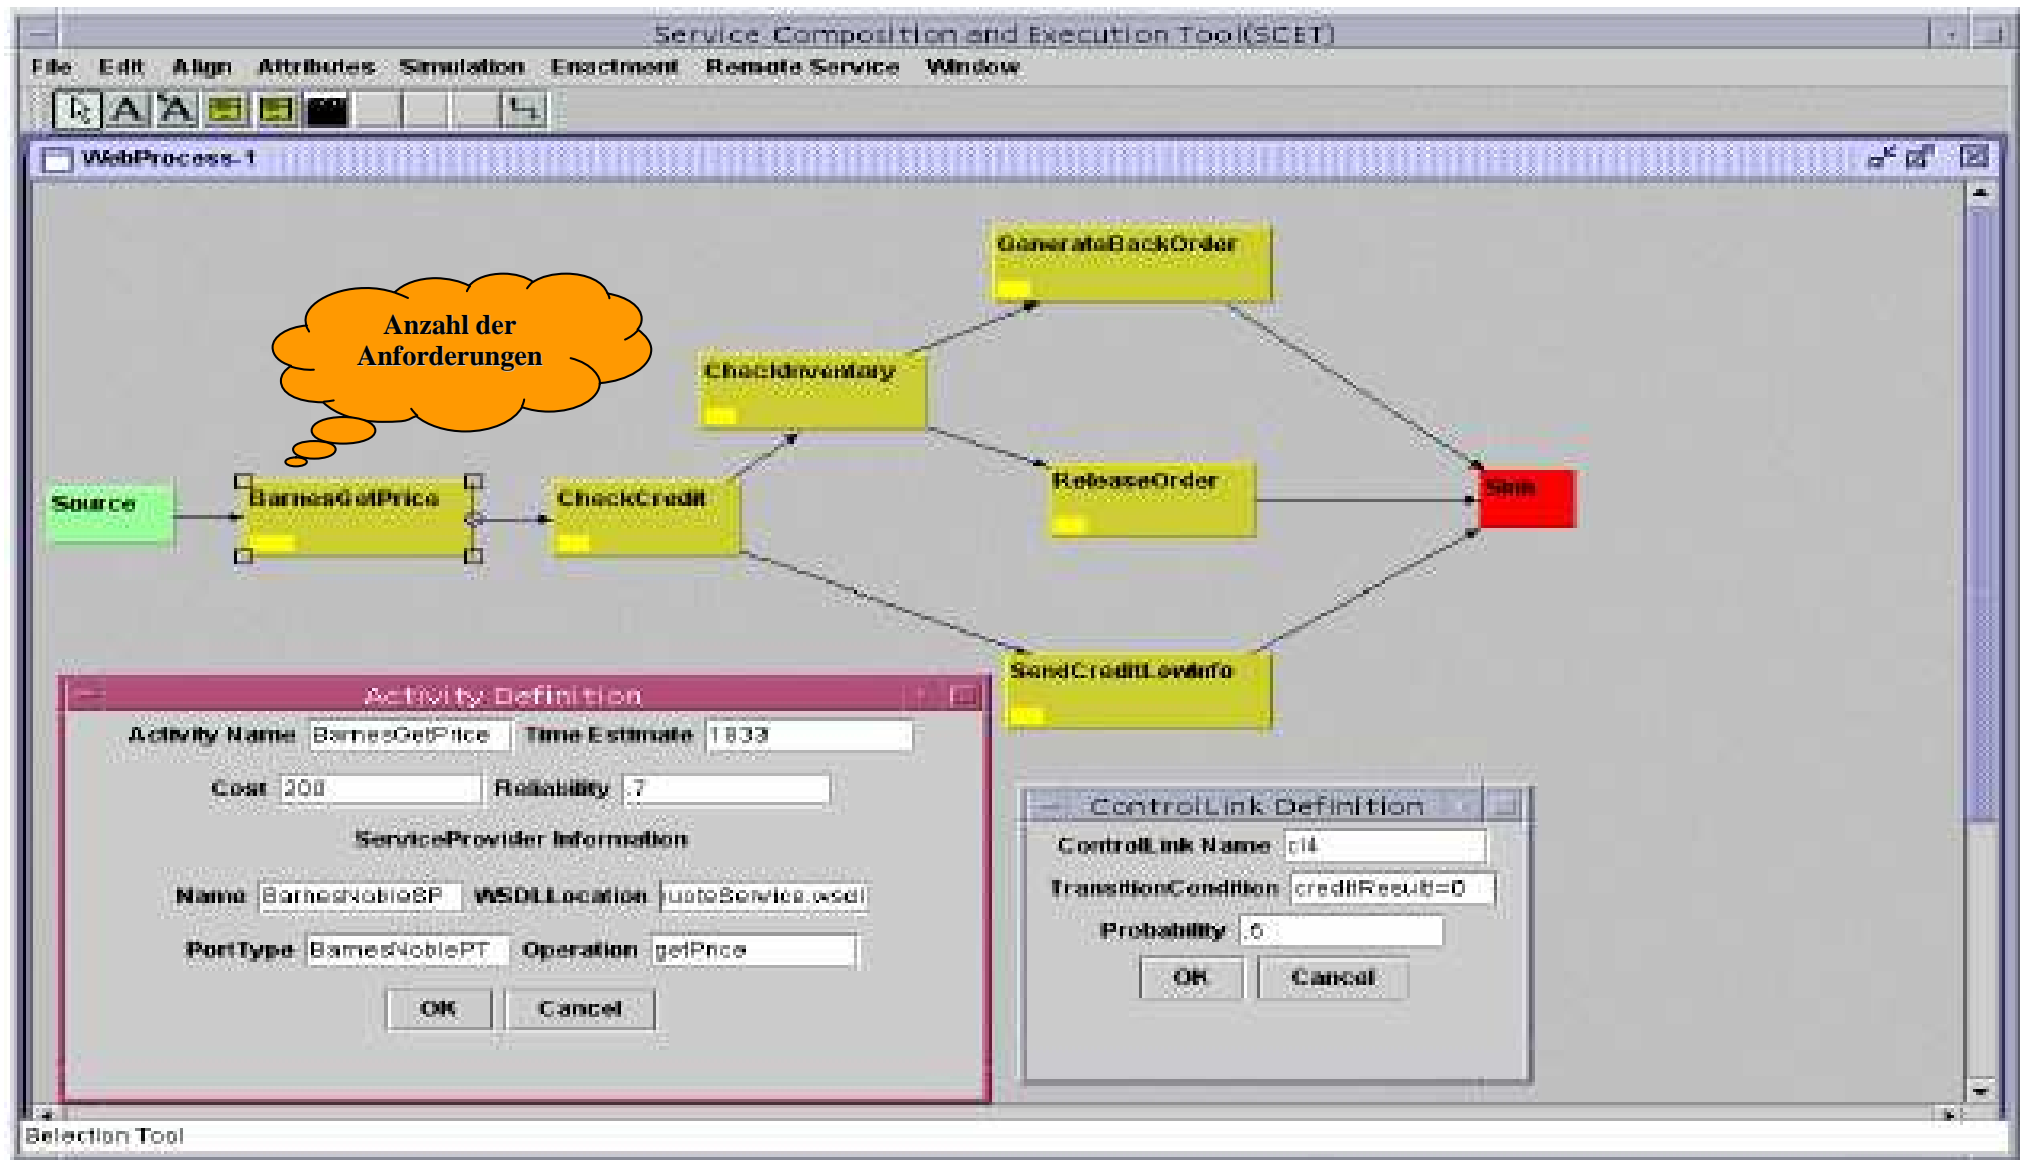 Service Composition and Execution Tool(SCET)
File Edit Align Attributes Simulation Enactment Remote Service Window
WebProcess-1
GenerateBackOrder
Anzahl der
Anforderungen
CheckInventory
Source
BarnesGetPrice
CheckCredit
ReleaseOrder
Sink
SendCreditLowInfo
Activity Definition
Activity Name BarnesGetPrice Time Estimate 1833
Cost 200 Reliability .7
ServiceProvider Information
Name BarnesNobleSP WSDLLocation uoteService.wsdl
PortType BarnesNoblePT Operation getPrice
OK Cancel
ControlLink Definition
ControlLink Name cl4
TransitionCondition creditResult=0
Probability
OK Cancel
Selection Tool